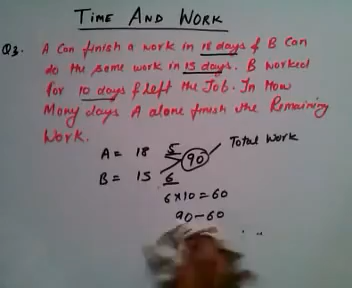 TIME AND WORK
Q3. A Can finish a work in 18 days & B Can
do the same work in 15 days. B worked
for 10 days & left the Job. In How
Many days A alone finish the Remaining
Work.
Total Work
A = 18 5
90
B = 15 6
6×10=60
90-60